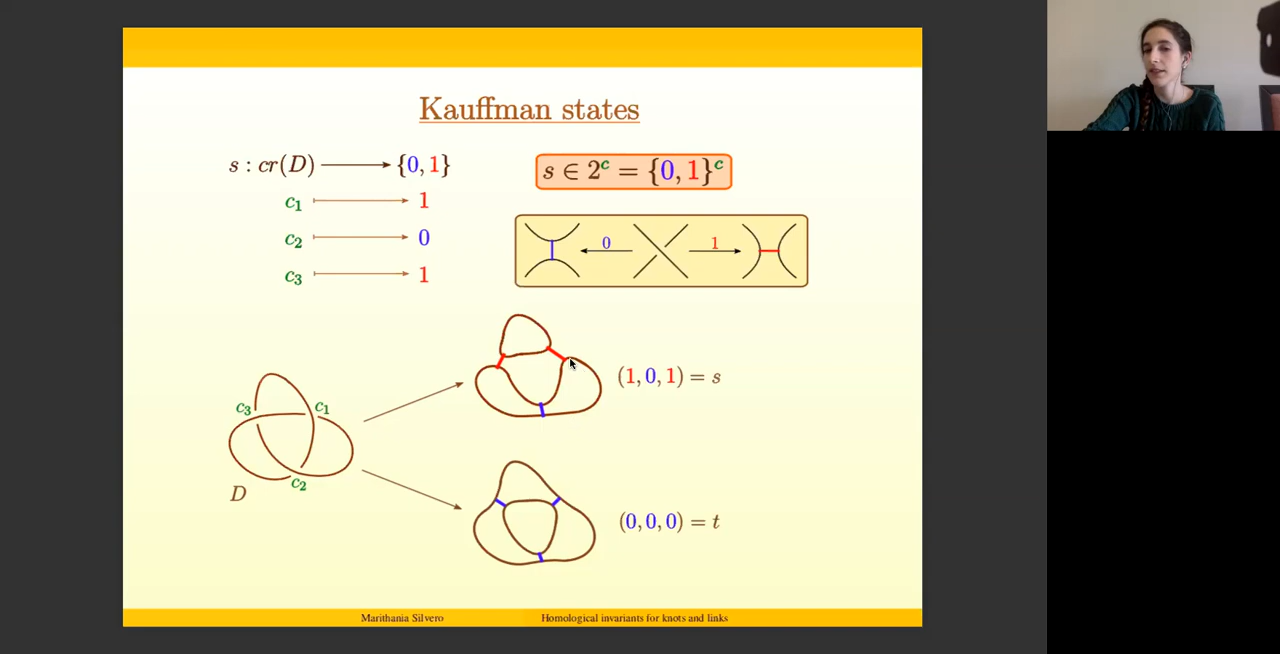 Kauffman states
s : cr(D) ⟶ {0, 1}
c₁ ⟼ 1
c₂ ⟼ 0
c₃ ⟼ 1
s ∈ 2ᶜ = {0, 1}ᶜ
0 1
(1, 0, 1) = s
c₃ c₁
c₂
D
(0, 0, 0) = t
Marithania Silvero Homological invariants for knots and links